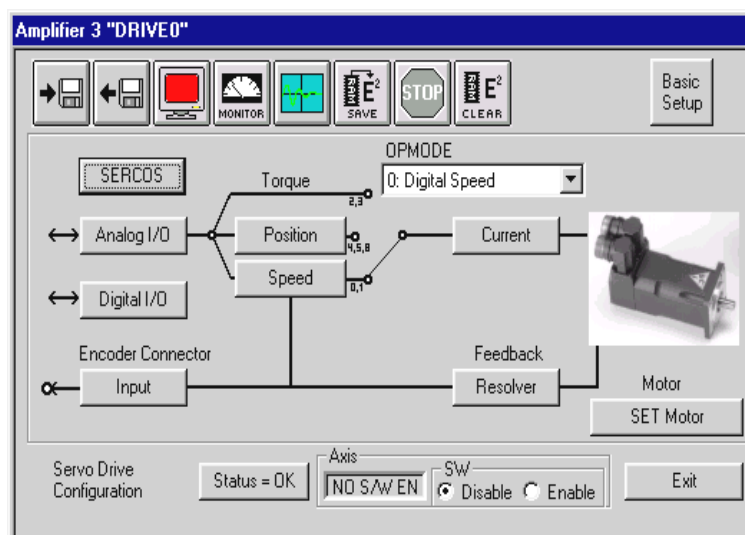 Amplifier 3 "DRIVE0"
MONITOR
RAM E² SAVE
STOP
RAM E² CLEAR
Basic
Setup
OPMODE
SERCOS
Torque
0: Digital Speed
2,3
Analog I/O
Position
4,5,8
Current
Speed
0,1
Digital I/O
Encoder Connector
Feedback
Input
Resolver
Motor
SET Motor
Servo Drive
Configuration
Status = OK
Axis
NO S/W EN
SW
Disable
Enable
Exit